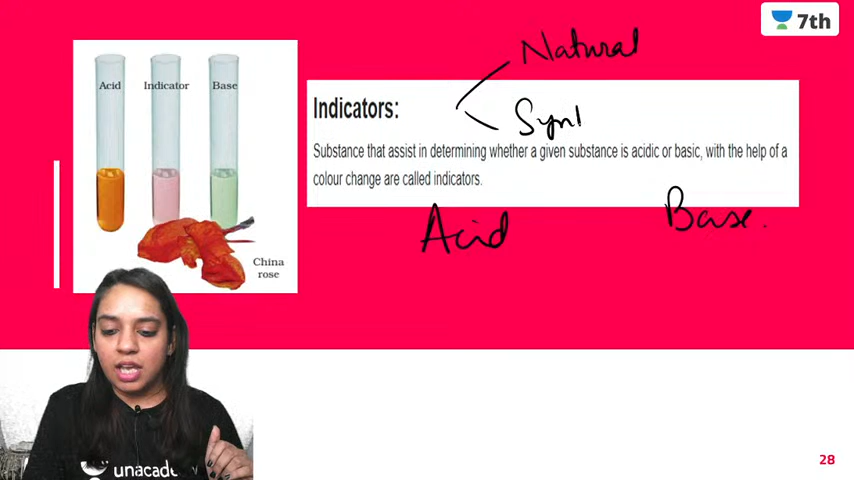 7th
Natural
Acid Indicator Base
Indicators:
Synt
Substance that assist in determining whether a given substance is acidic or basic, with the help of a
colour change are called indicators.
Acid Base.
China
rose
unacade
28